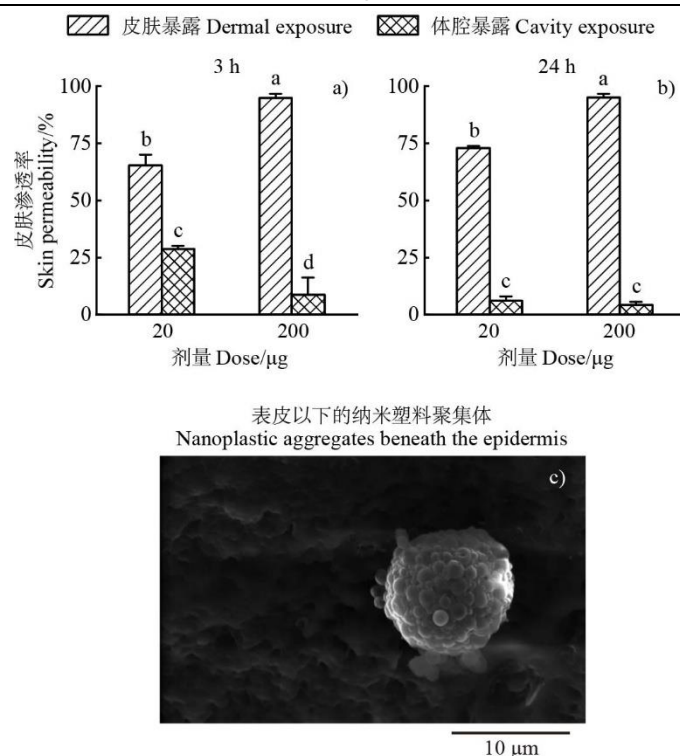 皮肤暴露 Dermal exposure 体腔暴露 Cavity exposure
3 h a)
皮肤渗透率
Skin permeability/%
100
75
50
25
0
b
c
a
d
20 200
剂量 Dose/μg
24 h b)
100
75
50
25
0
b
c
a
c
20 200
剂量 Dose/μg
表皮以下的纳米塑料聚集体
Nanoplastic aggregates beneath the epidermis
c)
10 μm